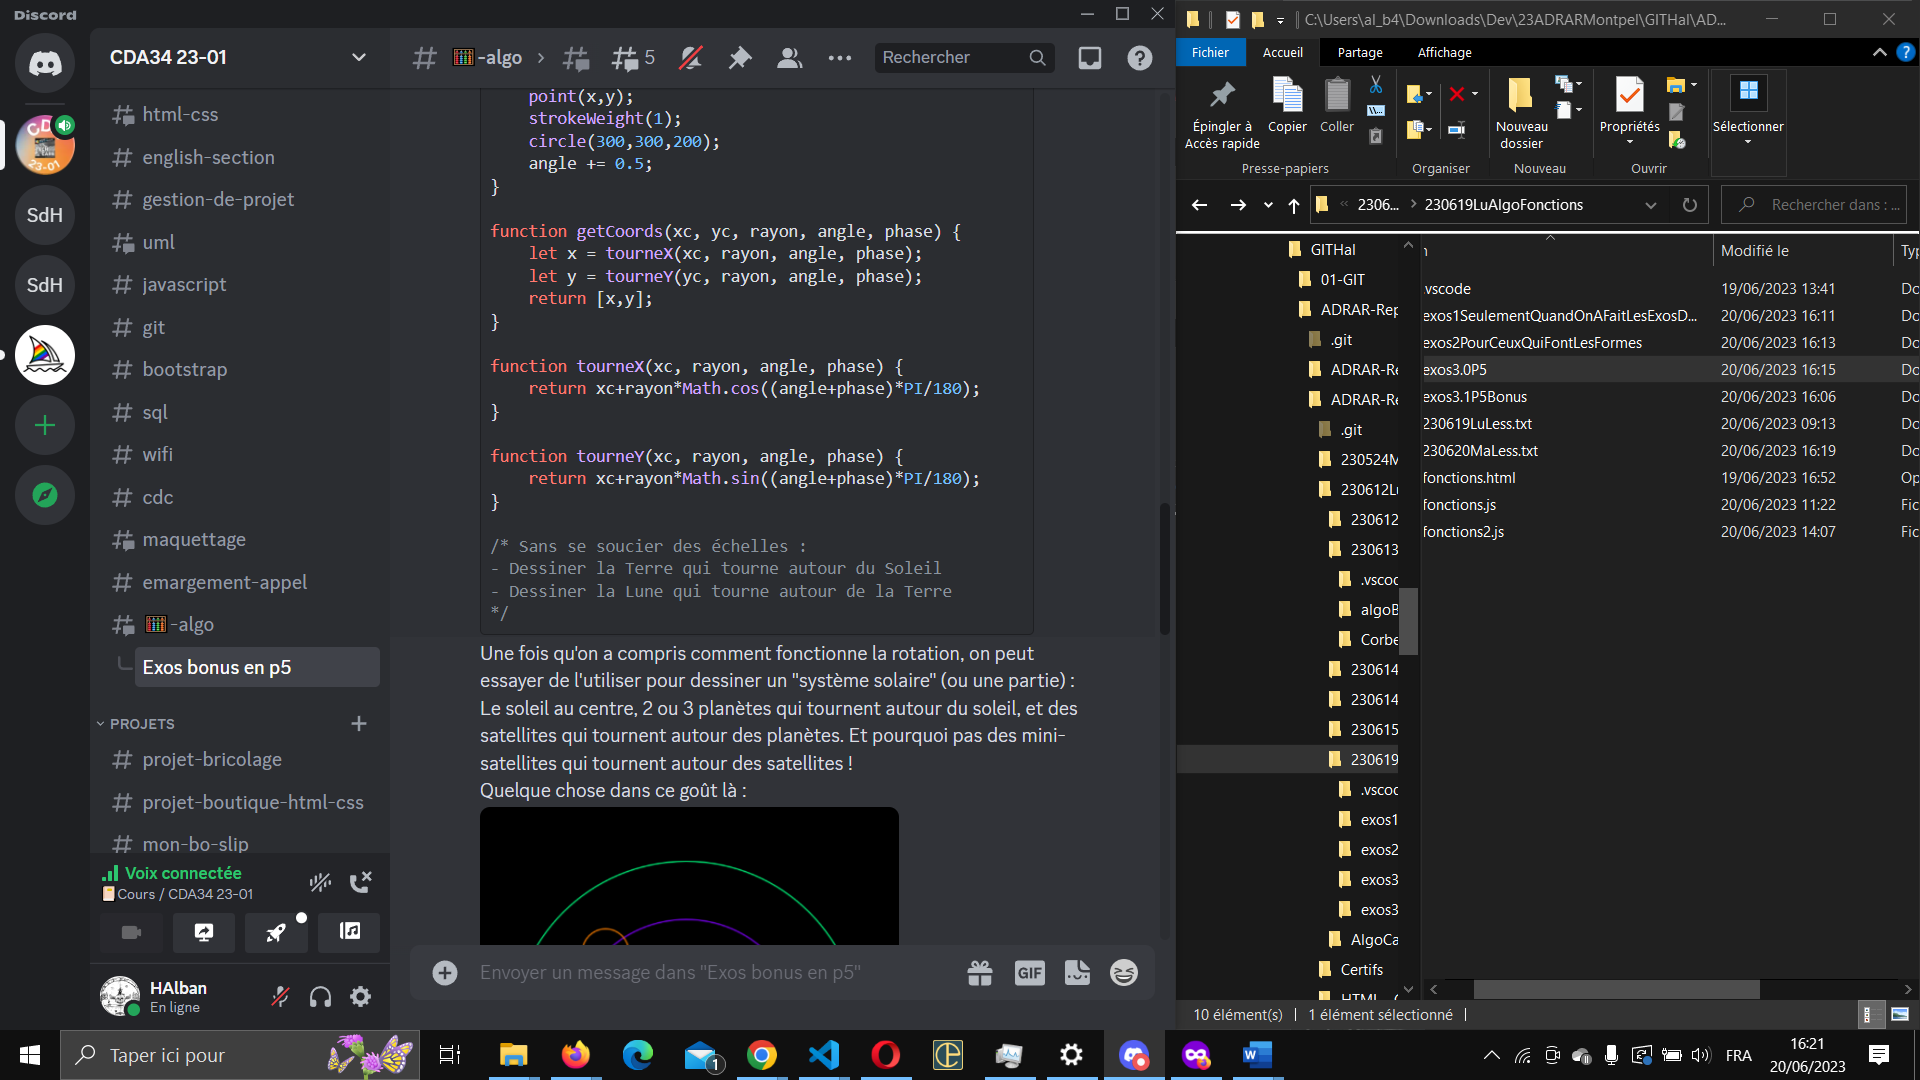 Discord
CDA34 23-01
html-css
english-section
gestion-de-projet
uml
javascript
git
bootstrap
sql
wifi
cdc
maquettage
emargement-appel
-algo
Exos bonus en p5
PROJETS
projet-bricolage
projet-boutique-html-css
mon-bo-slip
CD
23-01
SdH
SdH
Voix connectée
Cours / CDA34 23-01
HAlban
En ligne
-algo
5
Rechercher
point(x,y);
strokeWeight(1);
circle(300,300,200);
angle += 0.5;
}
function getCoords(xc, yc, rayon, angle, phase) {
let x = tourneX(xc, rayon, angle, phase);
let y = tourneY(yc, rayon, angle, phase);
return [x,y];
}
function tourneX(xc, rayon, angle, phase) {
return xc+rayon*Math.cos((angle+phase)*PI/180);
}
function tourneY(xc, rayon, angle, phase) {
return xc+rayon*Math.sin((angle+phase)*PI/180);
}
/* Sans se soucier des échelles :
- Dessiner la Terre qui tourne autour du Soleil
- Dessiner la Lune qui tourne autour de la Terre
*/
Une fois qu'on a compris comment fonctionne la rotation, on peut
essayer de l'utiliser pour dessiner un "système solaire" (ou une partie) :
Le soleil au centre, 2 ou 3 planètes qui tournent autour du soleil, et des
satellites qui tournent autour des planètes. Et pourquoi pas des mini-
satellites qui tournent autour des satellites !
Quelque chose dans ce goût là :
Envoyer un message dans "Exos bonus en p5"
GIF
C:\Users\al_b4\Downloads\Dev\23ADRARMontpel\GITHal\AD...
Fichier
Accueil
Partage
Affichage
Épingler à
Accès rapide
Copier
Coller
Nouveau
dossier
Propriétés
Sélectionner
Presse-papiers
Organiser
Nouveau
Ouvrir
« 2306... > 230619LuAlgoFonctions
Rechercher dans : ...
GITHal
01-GIT
ADRAR-Rep
.git
ADRAR-Re
ADRAR-Re
.git
230524M
230612Lu
230612
230613
.vscoc
algoB
Corbe
230614
230614
230615
230619
.vscoc
exos1
exos2
exos3
exos3
AlgoCa
Certifs
Modifié le
Typ
.vscode 19/06/2023 13:41 Do
exos1SeulementQuandOnAFaitLesExosD... 20/06/2023 16:11 Do
exos2PourCeuxQuiFontLesFormes 20/06/2023 16:13 Do
exos3.0P5 20/06/2023 16:15 Do
exos3.1P5Bonus 20/06/2023 16:06 Do
230619LuLess.txt 20/06/2023 09:13 Do
230620MaLess.txt 20/06/2023 16:19 Do
fonctions.html 19/06/2023 16:52 Op
fonctions.js 20/06/2023 11:22 Fic
fonctions2.js 20/06/2023 14:07 Fic
10 élément(s)
1 élément sélectionné
Taper ici pour
1
FRA
16:21
20/06/2023